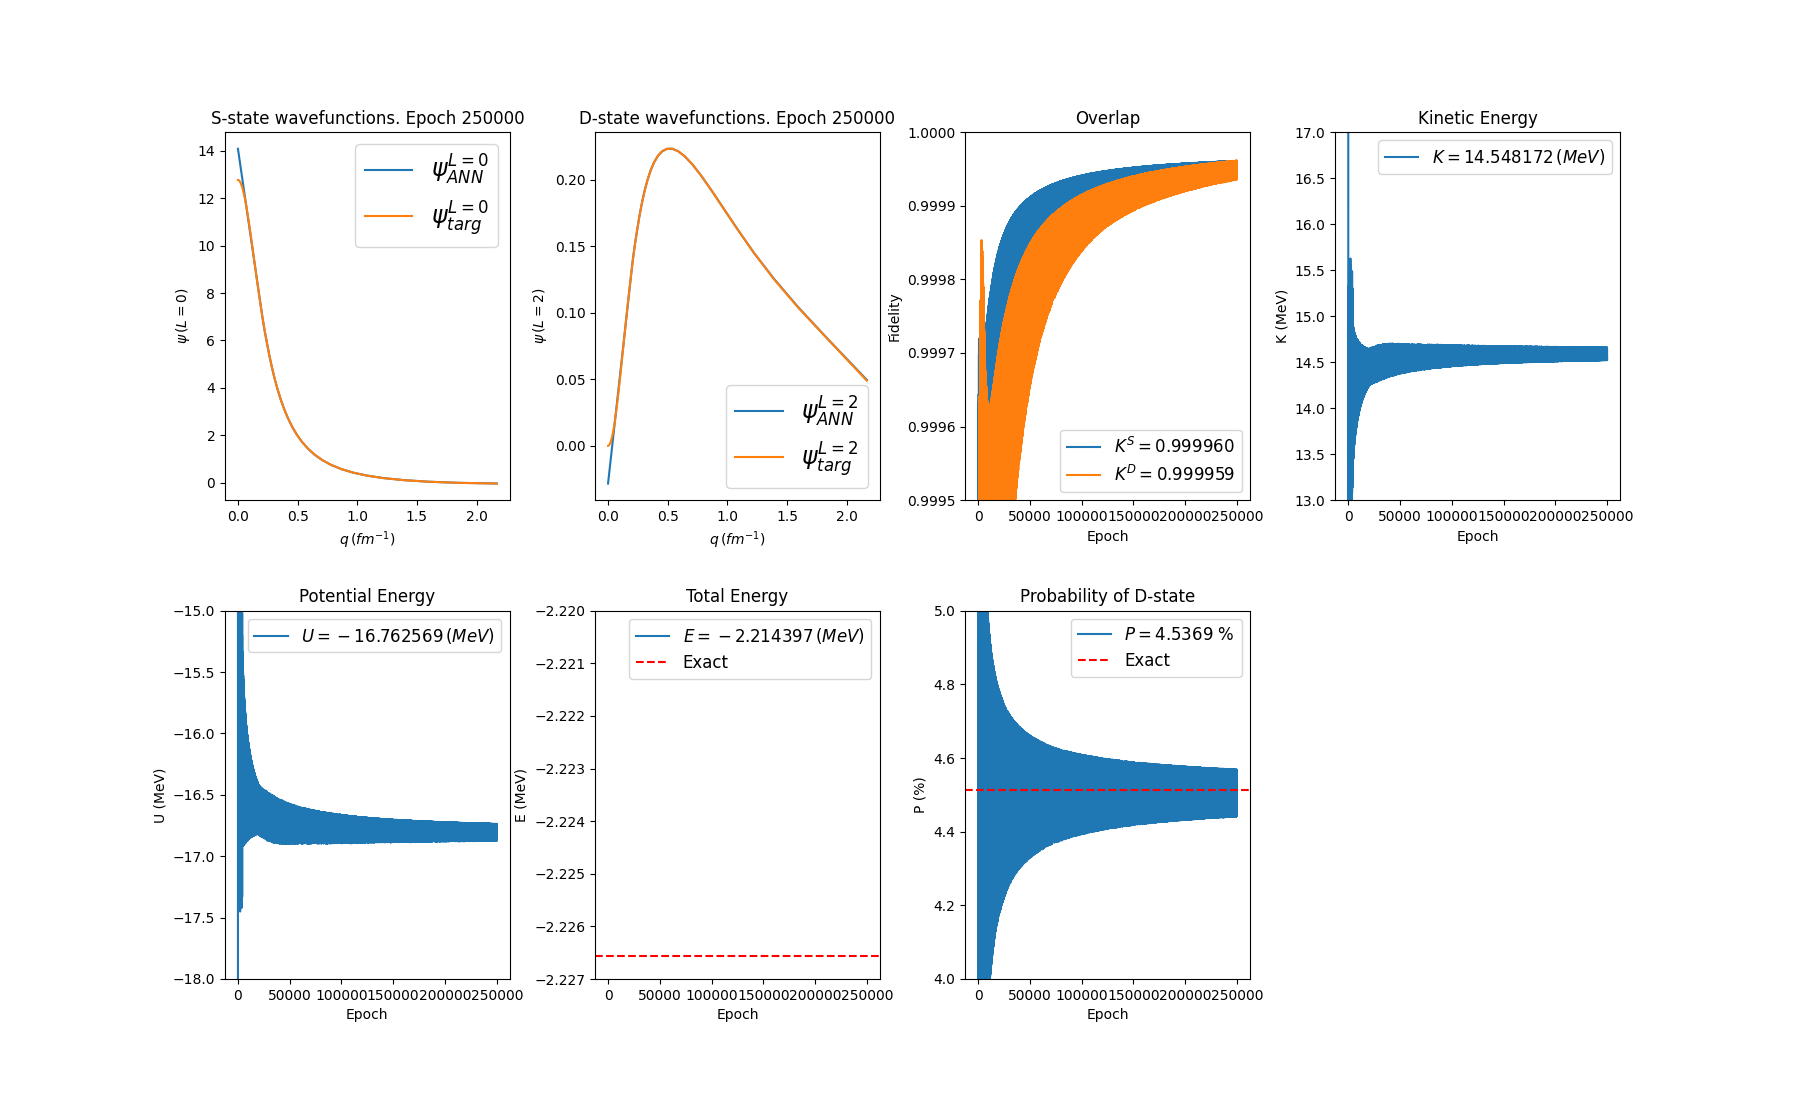 S-state wavefunctions. Epoch 250000
14
12
10
8
6
4
2
0
ψ(L = 0)
0.0 0.5 1.0 1.5 2.0
q (fm⁻¹)
ψ_{ANN}^{L=0}
ψ_{targ}^{L=0}
D-state wavefunctions. Epoch 250000
0.20
0.15
0.10
0.05
0.00
ψ(L = 2)
0.0 0.5 1.0 1.5 2.0
q (fm⁻¹)
ψ_{ANN}^{L=2}
ψ_{targ}^{L=2}
Overlap
1.0000
0.9999
0.9998
0.9997
0.9996
0.9995
Fidelity
0 50000 100000 150000 200000 250000
Epoch
K^S = 0.999960
K^D = 0.999959
Kinetic Energy
17.0
16.5
16.0
15.5
15.0
14.5
14.0
13.5
13.0
K (MeV)
0 50000 100000 150000 200000 250000
Epoch
K = 14.548172 (MeV)
Potential Energy
−15.0
−15.5
−16.0
−16.5
−17.0
−17.5
−18.0
U (MeV)
0 50000 100000 150000 200000 250000
Epoch
U = −16.762569 (MeV)
Total Energy
−2.220
−2.221
−2.222
−2.223
−2.224
−2.225
−2.226
−2.227
E (MeV)
0 50000 100000 150000 200000 250000
Epoch
E = −2.214397 (MeV)
Exact
Probability of D-state
5.0
4.8
4.6
4.4
4.2
4.0
P (%)
0 50000 100000 150000 200000 250000
Epoch
P = 4.5369 %
Exact